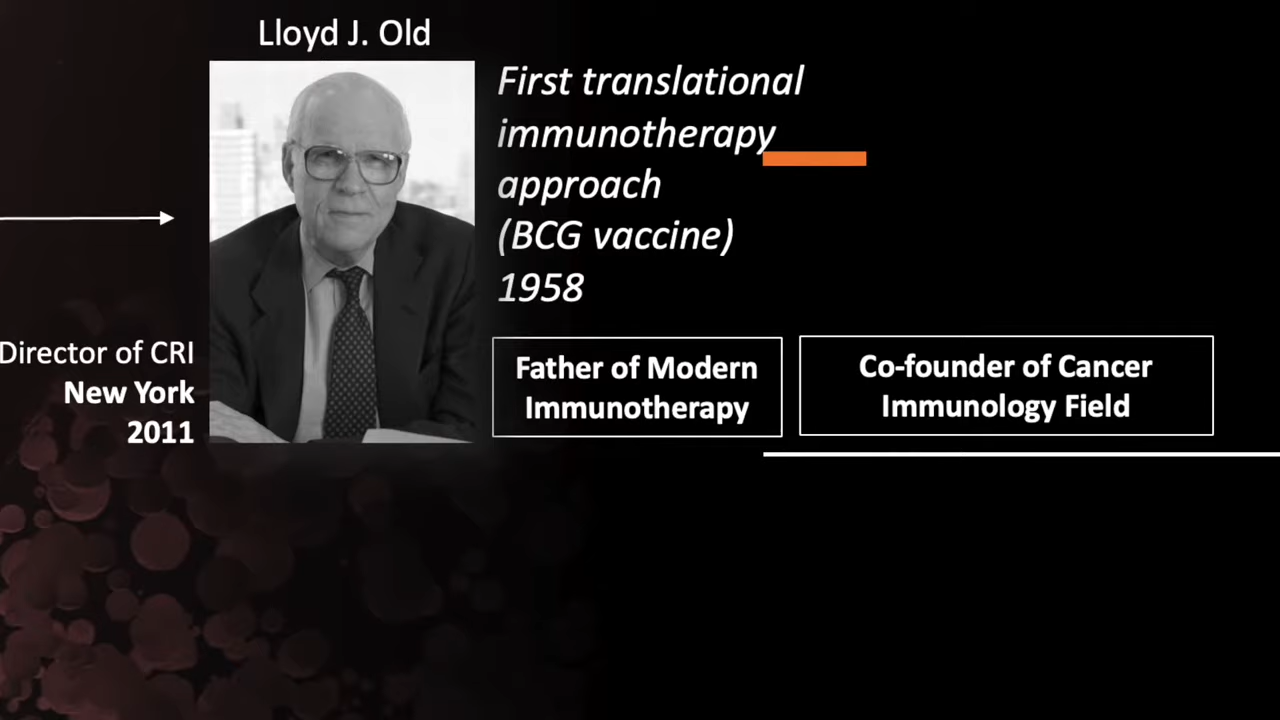 Lloyd J. Old
First translational
immunotherapy
approach
(BCG vaccine)
1958
Director of CRI
New York
2011
Father of Modern
Immunotherapy
Co-founder of Cancer
Immunology Field